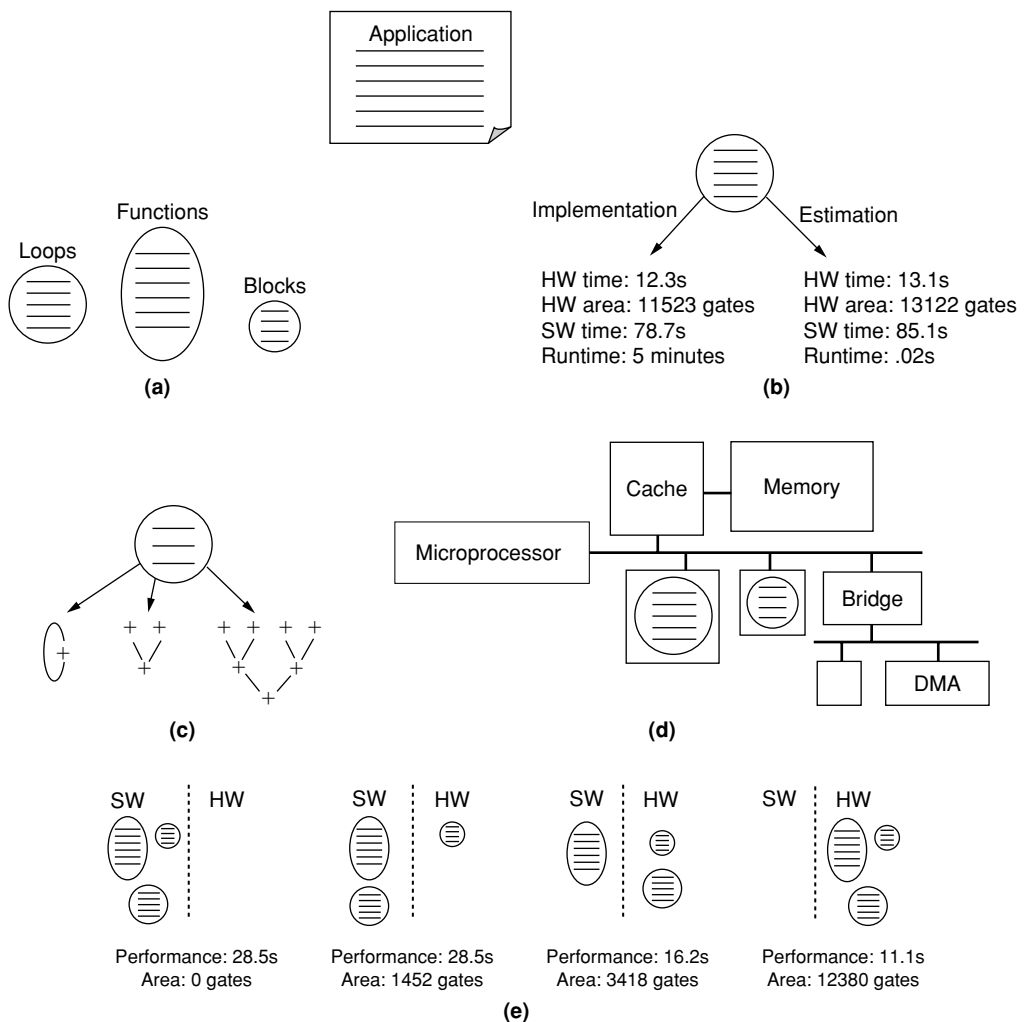 Application
Functions
Loops
Blocks
(a)
Implementation
Estimation
HW time: 12.3s
HW area: 11523 gates
SW time: 78.7s
Runtime: 5 minutes
HW time: 13.1s
HW area: 13122 gates
SW time: 85.1s
Runtime: .02s
(b)
+
+ +
+
+ + + +
+ +
+
(c)
Cache
Memory
Microprocessor
Bridge
DMA
(d)
SW HW
Performance: 28.5s
Area: 0 gates
SW HW
Performance: 28.5s
Area: 1452 gates
SW HW
Performance: 16.2s
Area: 3418 gates
SW HW
Performance: 11.1s
Area: 12380 gates
(e)